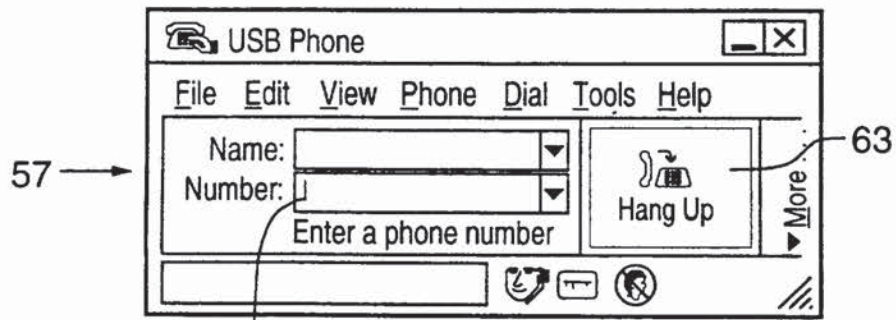 USB Phone
File Edit View Phone Dial Tools Help
Name:
57
Number:
Enter a phone number
Hang Up
63
More...